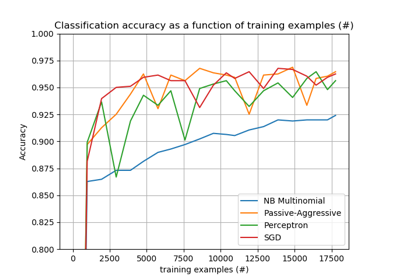 Classification accuracy as a function of training examples (#)
1.000
0.975
0.950
0.925
0.900
0.875
0.850
0.825
0.800
Accuracy
0 2500 5000 7500 10000 12500 15000 17500
training examples (#)
NB Multinomial
Passive-Aggressive
Perceptron
SGD